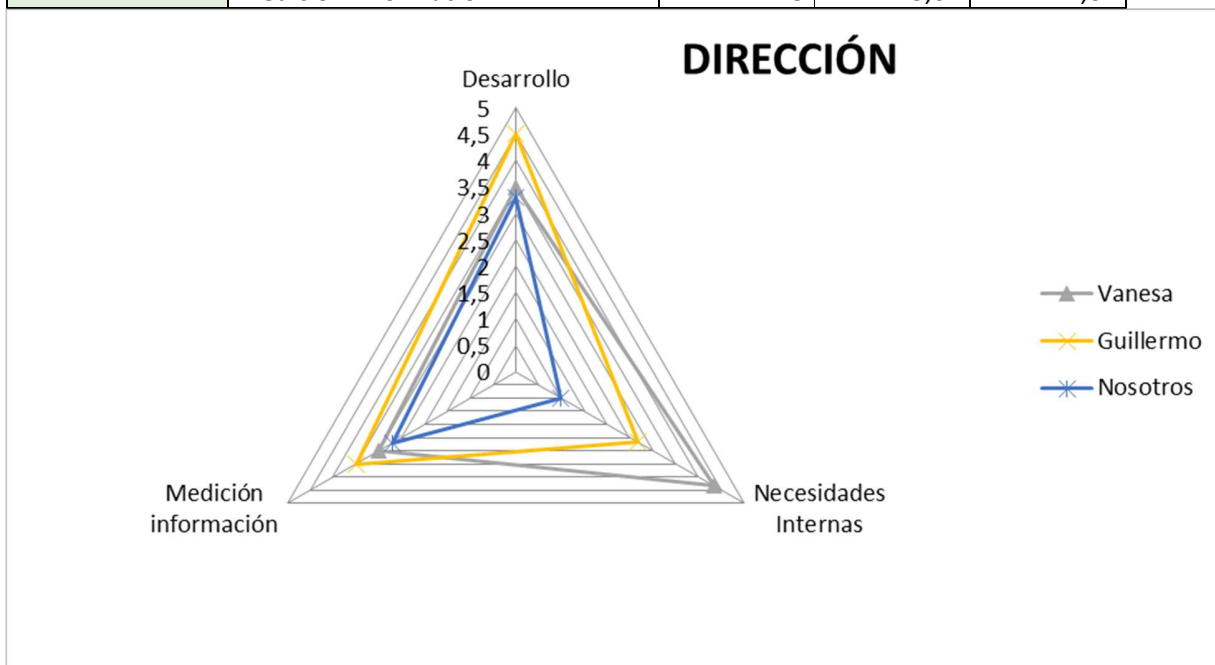 DIRECCIÓN
Desarrollo
5
4,5
4
3,5
3
2,5
2
1,5
1
0,5
0
Vanesa
Guillermo
Nosotros
Medición
información
Necesidades
Internas